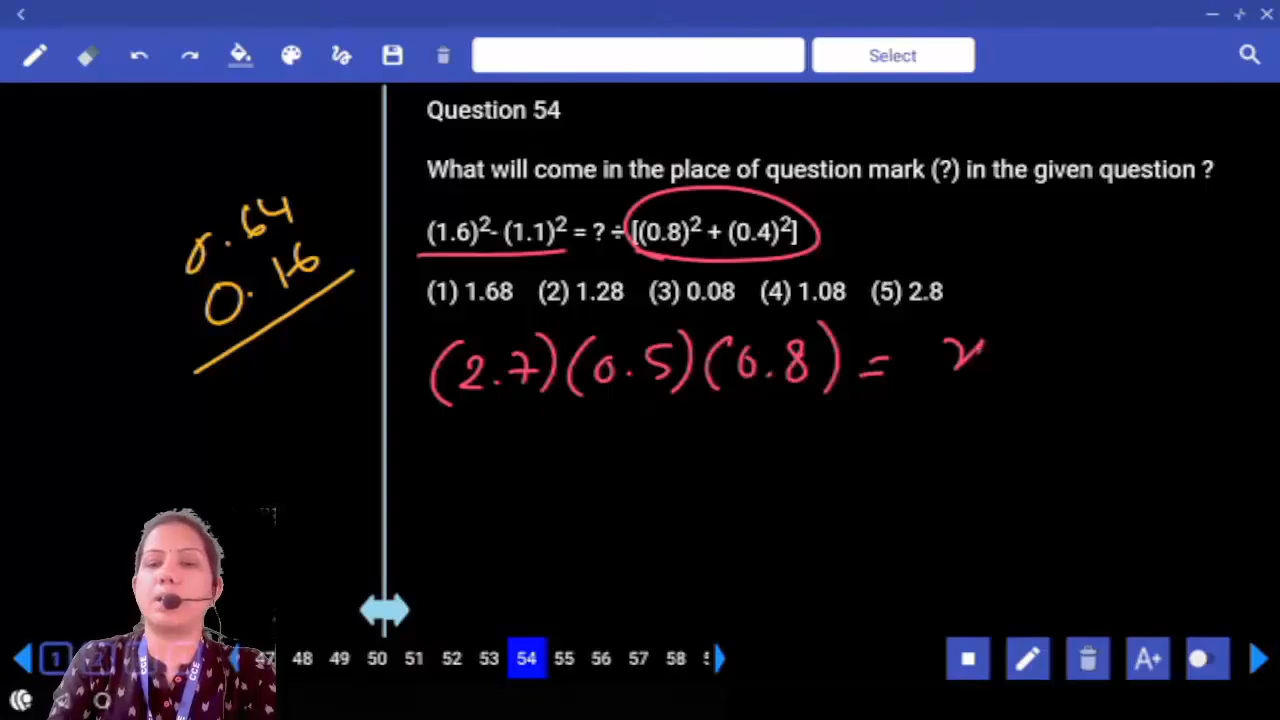 Select
Question 54
What will come in the place of question mark (?) in the given question ?
(1.6)²- (1.1)² = ? ÷ [(0.8)² + (0.4)²]
(1) 1.68 (2) 1.28 (3) 0.08 (4) 1.08 (5) 2.8
0.64
0.16
(2.7)(0.5)(0.8) =
1
47 48 49 50 51 52 53 54 55 56 57 58
A+
CCE